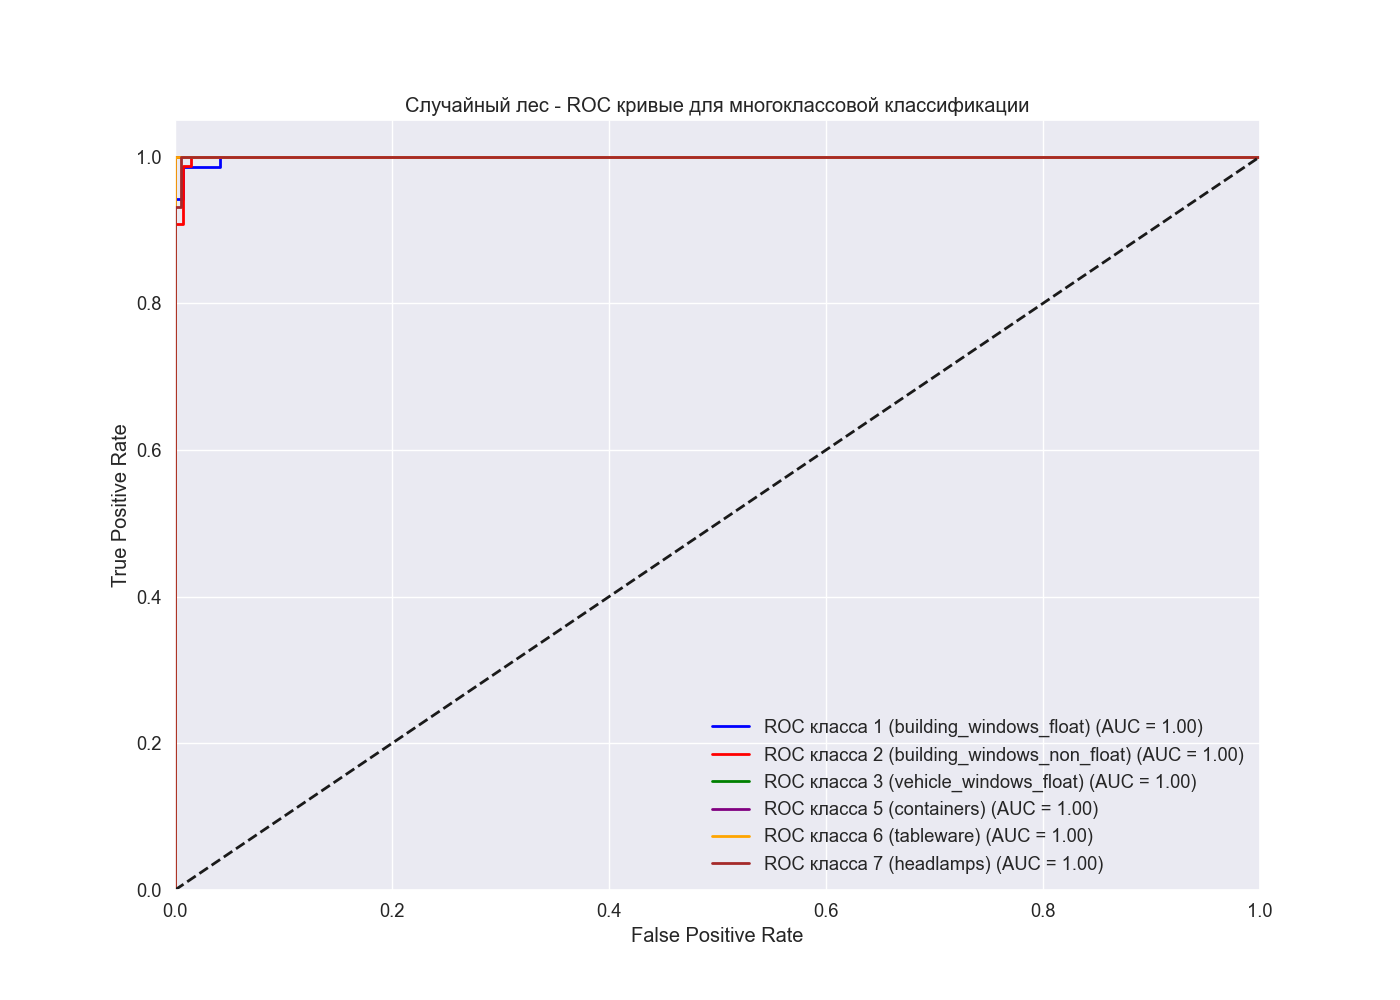 Случайный лес - ROC кривые для многоклассовой классификации
1.0
0.8
0.6
0.4
0.2
0.0
True Positive Rate
ROC класса 1 (building_windows_float) (AUC = 1.00)
ROC класса 2 (building_windows_non_float) (AUC = 1.00)
ROC класса 3 (vehicle_windows_float) (AUC = 1.00)
ROC класса 5 (containers) (AUC = 1.00)
ROC класса 6 (tableware) (AUC = 1.00)
ROC класса 7 (headlamps) (AUC = 1.00)
0.0 0.2 0.4 0.6 0.8 1.0
False Positive Rate